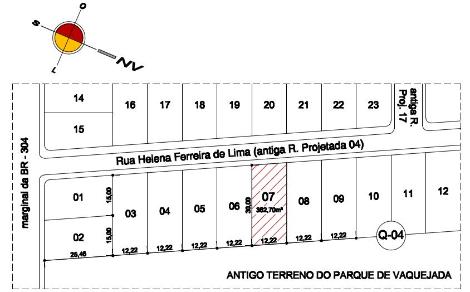 O
S
L
NV
14
15
16
17
18
19
20
21
22
23
antiga R.
Proj. 17
Rua Helena Ferreira de Lima (antiga R. Projetada 04)
marginal da BR - 304
01
15,00
02
15,00
25,46
03
12,22
04
12,22
05
12,22
06
30,00
07
362,70m²
12,22
08
12,22
09
12,22
10
11
12
Q-04
ANTIGO TERRENO DO PARQUE DE VAQUEJADA